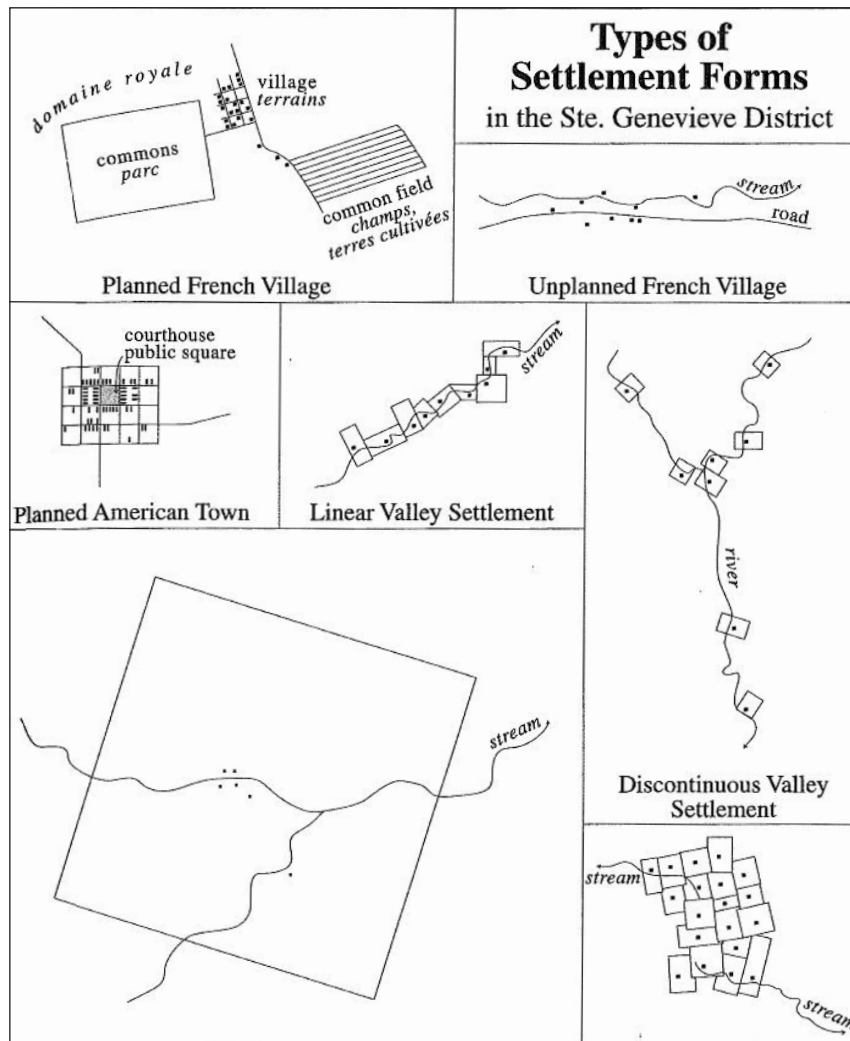 Types of
Settlement Forms
in the Ste. Genevieve District
domaine royale
village
terrains
commons
parc
common field
champs,
terres cultivées
Planned French Village
stream
road
Unplanned French Village
courthouse
public square
Planned American Town
stream
Linear Valley Settlement
river
Discontinuous Valley
Settlement
stream
stream
stream